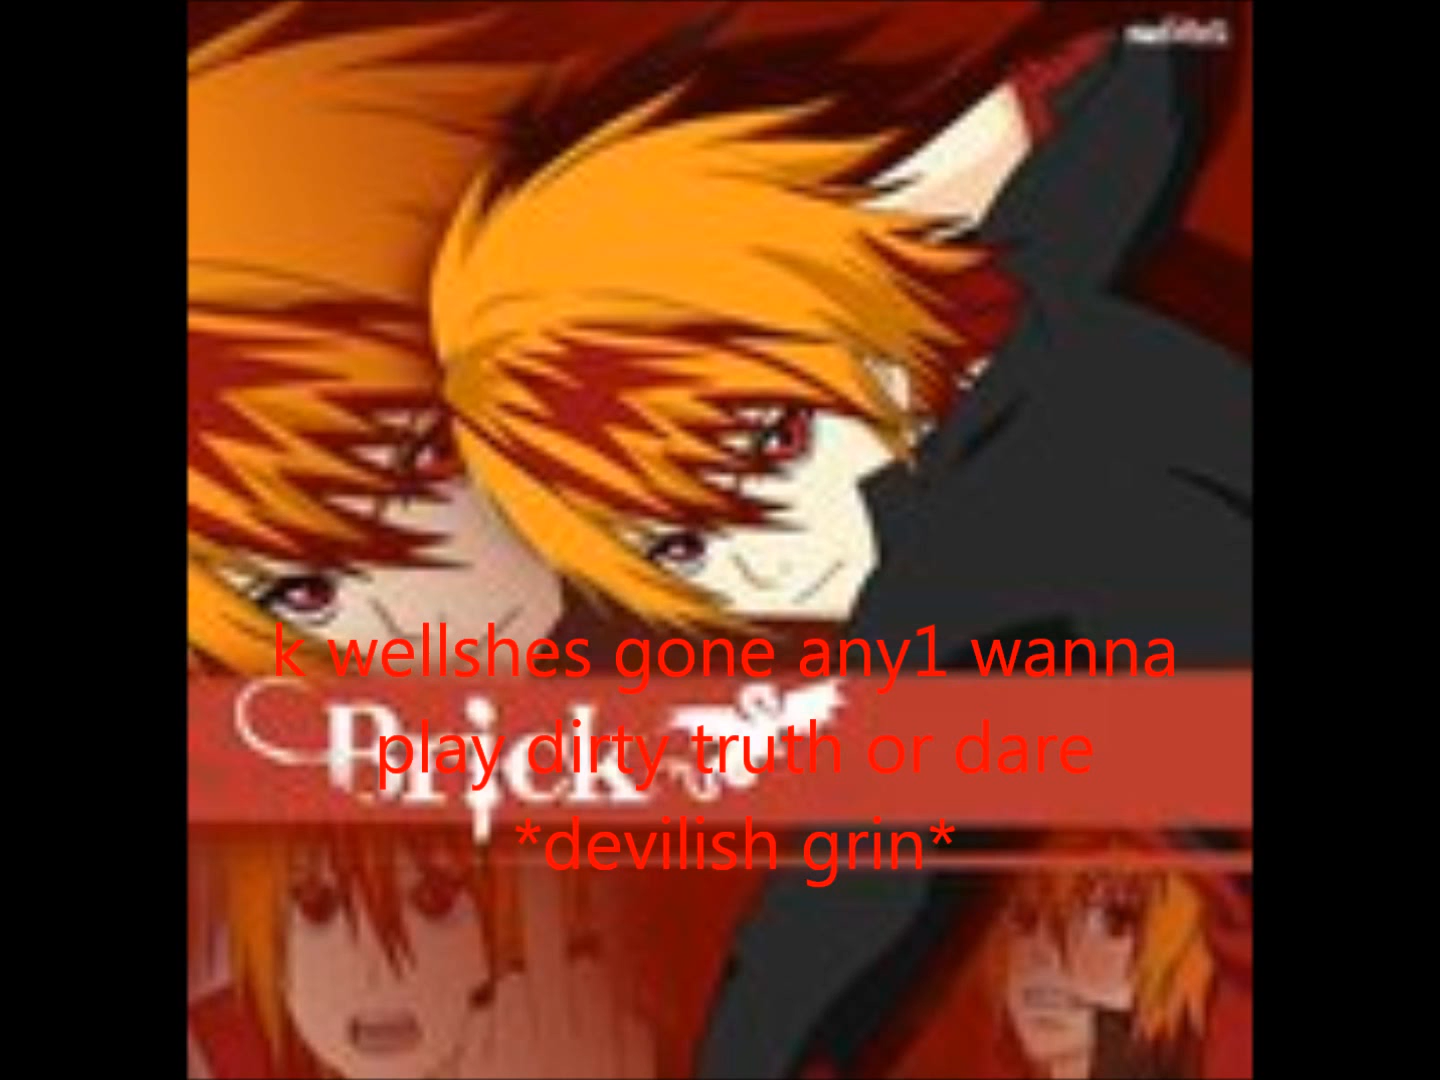 k wellshes gone any1 wanna
Brick
play dirty truth or dare
*devilish grin*